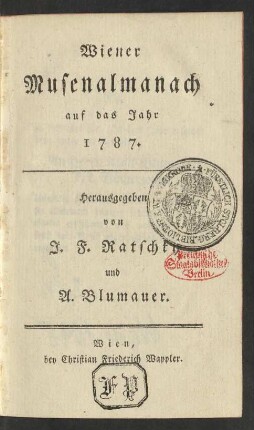 Wiener
Musenalmanach
auf das Jahr
1787.
Herausgegeben
von
J. F. Ratschky
und
A. Blumauer.
Wien,
bey Christian Friederich Wappler.
FP